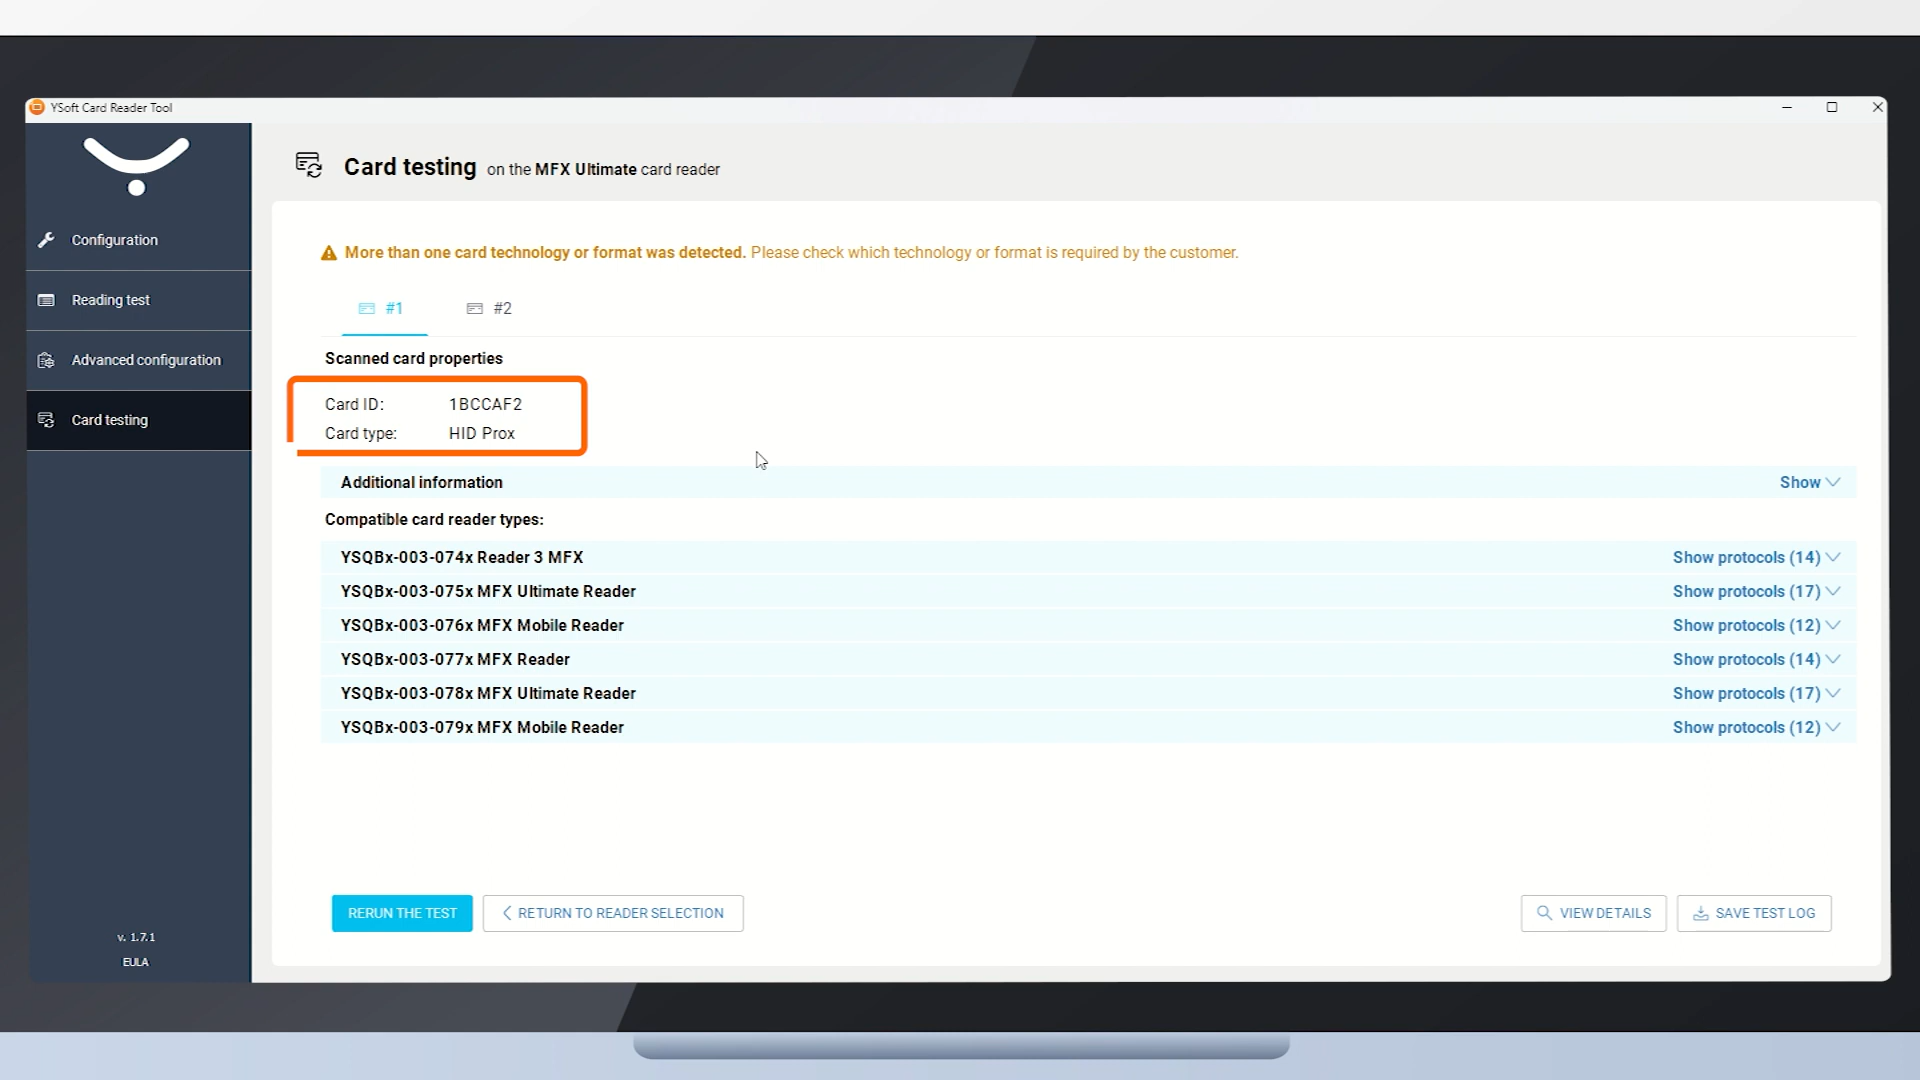 YSoft Card Reader Tool
Configuration
Reading test
Advanced configuration
Card testing
v. 1.7.1
EULA
Card testing on the MFX Ultimate card reader
More than one card technology or format was detected. Please check which technology or format is required by the customer.
#1 #2
Scanned card properties
Card ID: 1BCCAF2
Card type: HID Prox
Additional information Show
Compatible card reader types:
YSQBx-003-074x Reader 3 MFX Show protocols (14)
YSQBx-003-075x MFX Ultimate Reader Show protocols (17)
YSQBx-003-076x MFX Mobile Reader Show protocols (12)
YSQBx-003-077x MFX Reader Show protocols (14)
YSQBx-003-078x MFX Ultimate Reader Show protocols (17)
YSQBx-003-079x MFX Mobile Reader Show protocols (12)
RERUN THE TEST RETURN TO READER SELECTION VIEW DETAILS SAVE TEST LOG